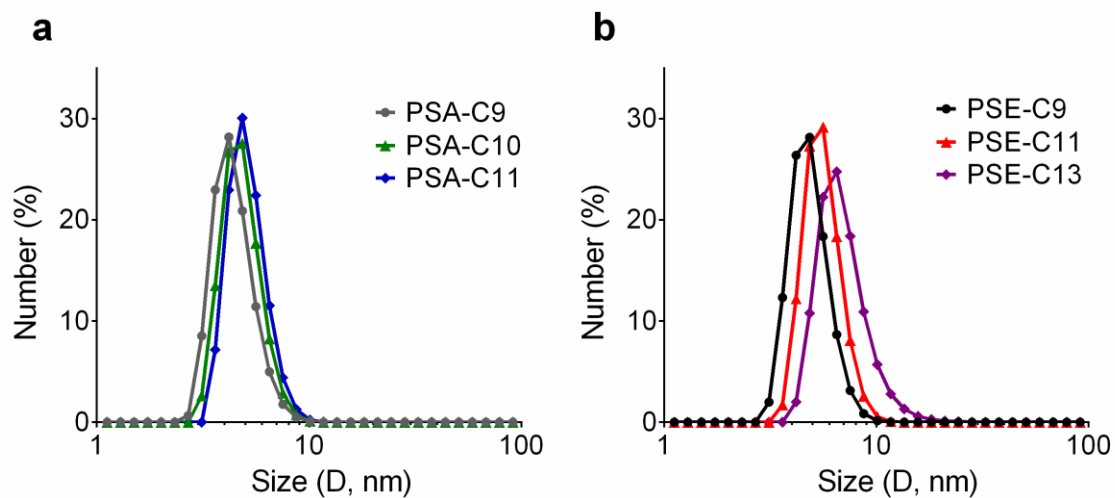 a
PSA-C9
PSA-C10
PSA-C11
30
20
10
0
Number (%)
1
10
100
Size (D, nm)
b
PSE-C9
PSE-C11
PSE-C13
30
20
10
0
Number (%)
1
10
100
Size (D, nm)